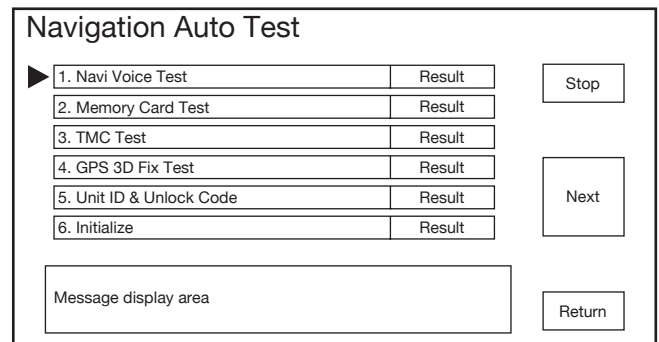 Navigation Auto Test
1. Navi Voice Test Result
Stop
2. Memory Card Test Result
3. TMC Test Result
4. GPS 3D Fix Test Result
5. Unit ID & Unlock Code Result
Next
6. Initialize Result
Message display area
Return